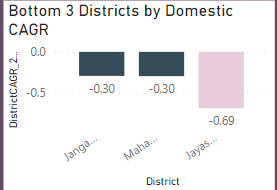 Bottom 3 Districts by Domestic
CAGR
DistrictCAGR_2...
0.0
-0.5
-0.30
-0.30
-0.69
Janga...
Maha...
Jayas...
District